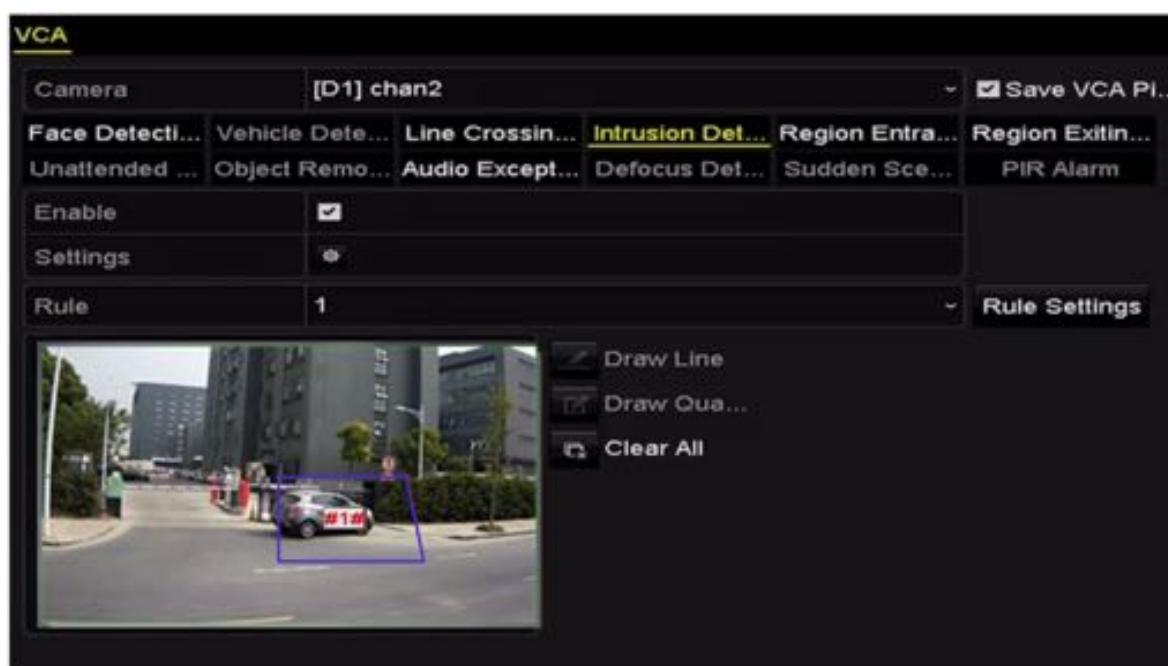 VCA
Camera [D1] chan2 Save VCA Pi...
Face Detecti... Vehicle Dete... Line Crossin... Intrusion Det... Region Entra... Region Exitin...
Unattended ... Object Remo... Audio Except... Defocus Det... Sudden Sce... PIR Alarm
Enable
Settings
Rule 1 Rule Settings
Draw Line
Draw Qua...
Clear All
#1#